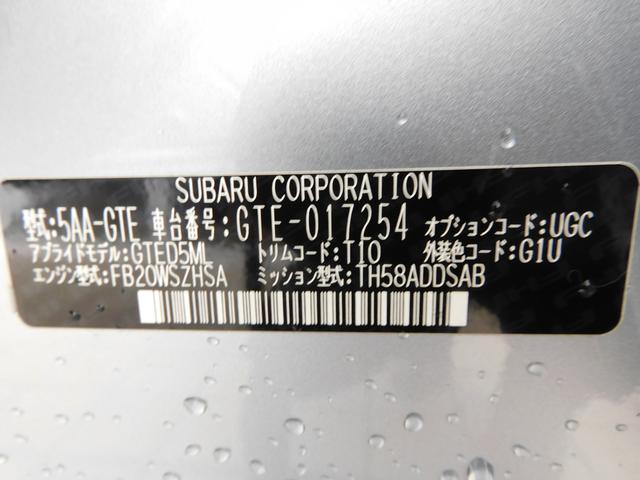 SUBARU CORPORATION
型式:5AA-GTE 車台番号:GTE-017254 オプションコード:UGC
アプライドモデル:GTED5ML トリムコード:T10 外装色コード:G1U
エンジン型式:FB20WSZHSA ミッション型式:TH58ADDSAB